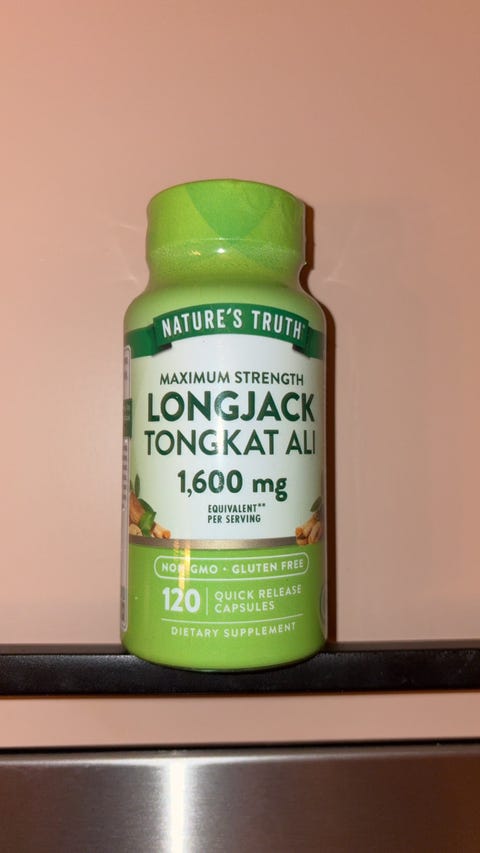 NATURE'S TRUTH
MAXIMUM STRENGTH
LONGJACK
TONGKAT ALI
1,600 mg
EQUIVALENT**
PER SERVING
NON-GMO • GLUTEN FREE
120 QUICK RELEASE
CAPSULES
DIETARY SUPPLEMENT